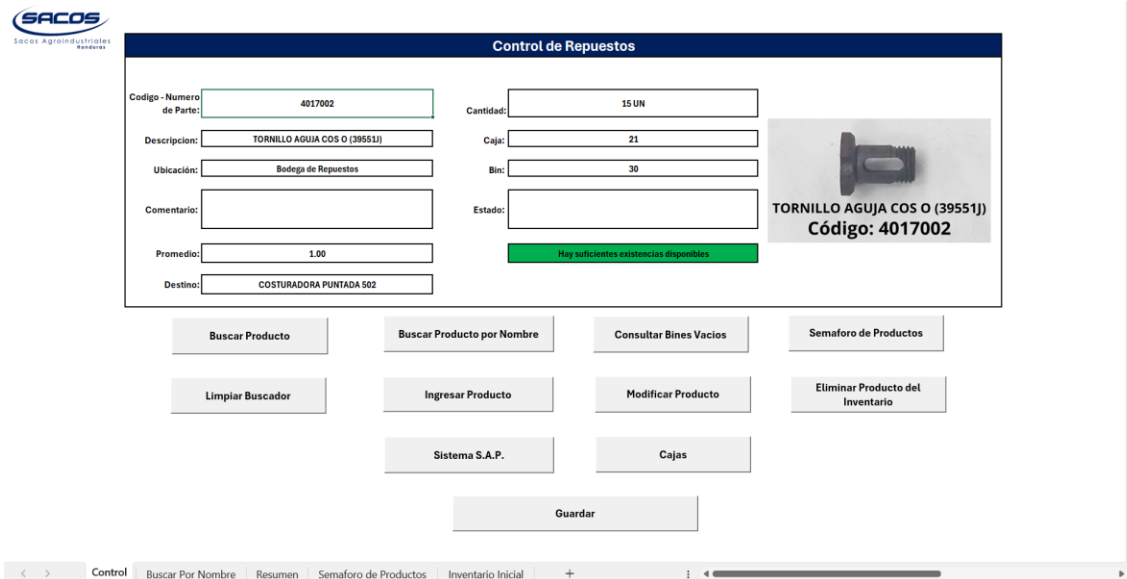 SACOS
Sacos Agroindustriales
Honduras
Control de Repuestos
Codigo - Numero
de Parte:
4017002
Cantidad:
15 UN
Descripcion:
TORNILLO AGUJA COS O (39551J)
Caja:
21
Ubicación:
Bodega de Repuestos
Bin:
30
Comentario:
Estado:
TORNILLO AGUJA COS O (39551J)
Código: 4017002
Promedio:
1.00
Hay suficientes existencias disponibles
Destino:
COSTURADORA PUNTADA 502
Buscar Producto
Buscar Producto por Nombre
Consultar Bines Vacios
Semaforo de Productos
Limpiar Buscador
Ingresar Producto
Modificar Producto
Eliminar Producto del
Inventario
Sistema S.A.P.
Cajas
Guardar
Control
Buscar Por Nombre
Resumen
Semaforo de Productos
Inventario Inicial